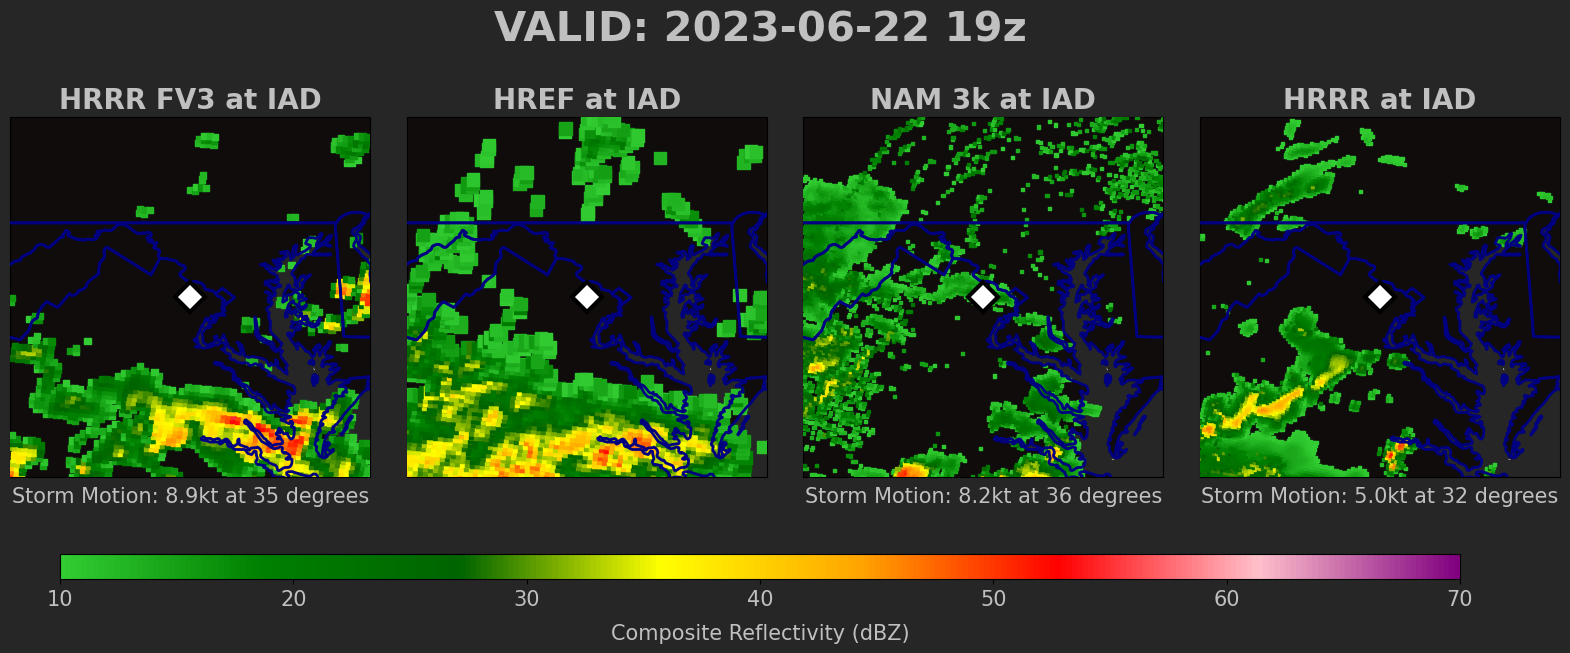 VALID: 2023-06-22 19z
HRRR FV3 at IAD
HREF at IAD
NAM 3k at IAD
HRRR at IAD
Storm Motion: 8.9kt at 35 degrees
Storm Motion: 8.2kt at 36 degrees
Storm Motion: 5.0kt at 32 degrees
10 20 30 40 50 60 70
Composite Reflectivity (dBZ)